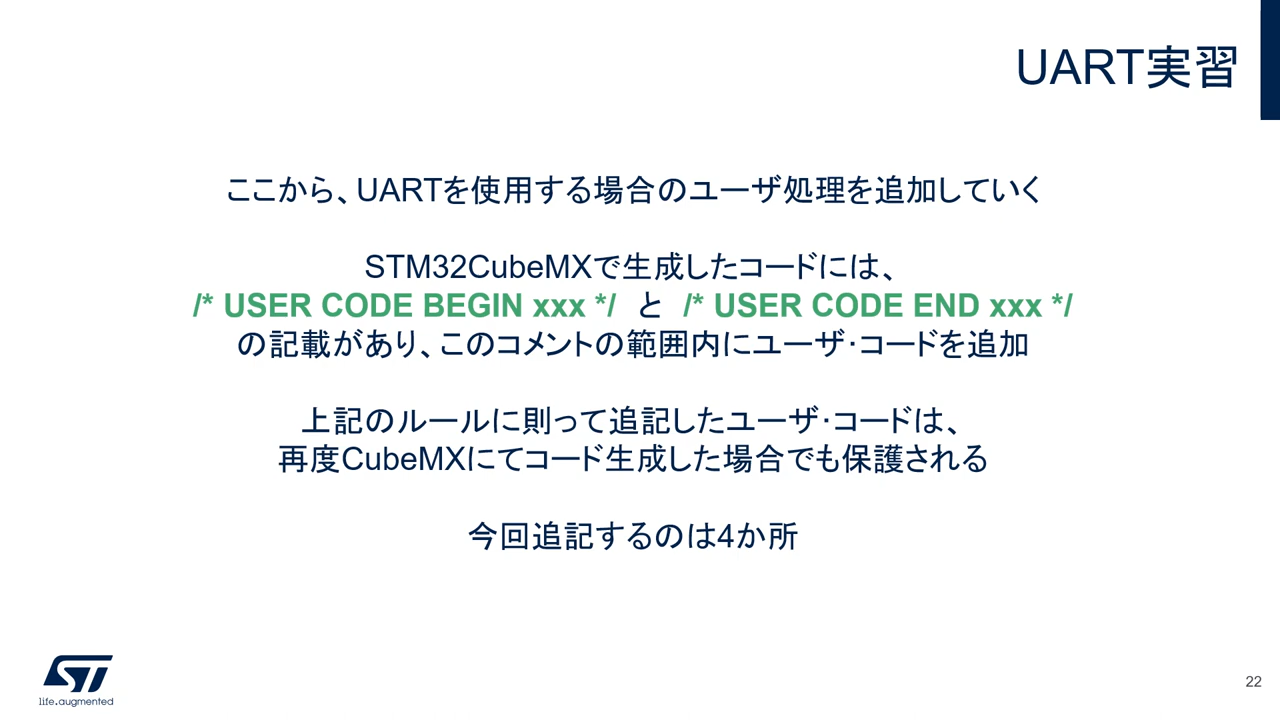 UART実習
ここから、UARTを使用する場合のユーザ処理を追加していく
STM32CubeMXで生成したコードには、
/* USER CODE BEGIN xxx */ と /* USER CODE END xxx */
の記載があり、このコメントの範囲内にユーザ･コードを追加
上記のルールに則って追記したユーザ･コードは、
再度CubeMXにてコード生成した場合でも保護される
今回追記するのは4か所
ST
life.augmented
22